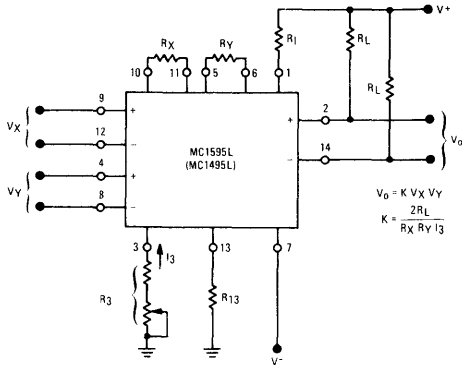 V+
RX
RY
RI
RL
RL
10
11
5
6
1
9
+
2
+
VX
12
−
MC1595L
(MC1495L)
14
−
Vo
4
+
VY
8
−
Vo = K VX VY
K = 2RL
RX RY I3
3
I3
13
7
R3
R13
V−